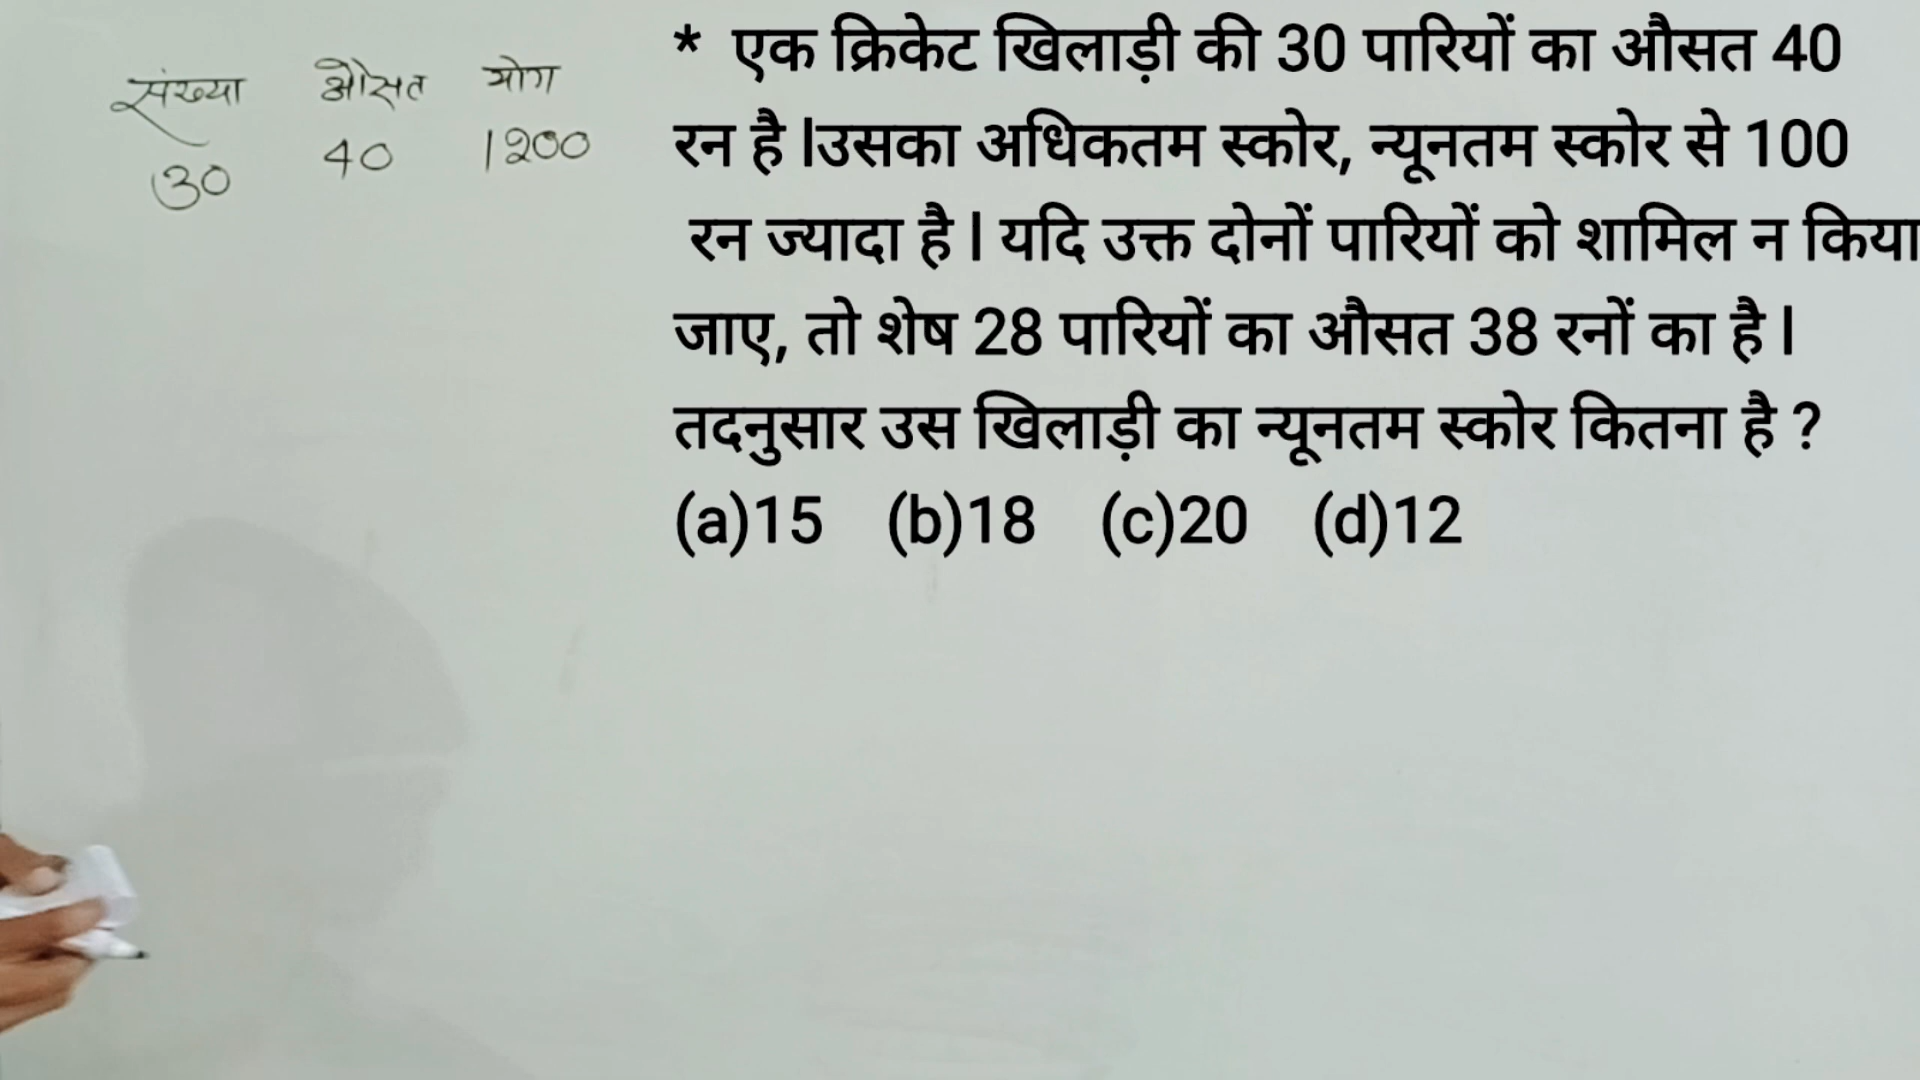 संख्या औसत योग
30 40 1200
* एक क्रिकेट खिलाड़ी की 30 पारियों का औसत 40
रन है lउसका अधिकतम स्कोर, न्यूनतम स्कोर से 100
रन ज्यादा है l यदि उक्त दोनों पारियों को शामिल न किया
जाए, तो शेष 28 पारियों का औसत 38 रनों का है l
तदनुसार उस खिलाड़ी का न्यूनतम स्कोर कितना है ?
(a)15 (b)18 (c)20 (d)12